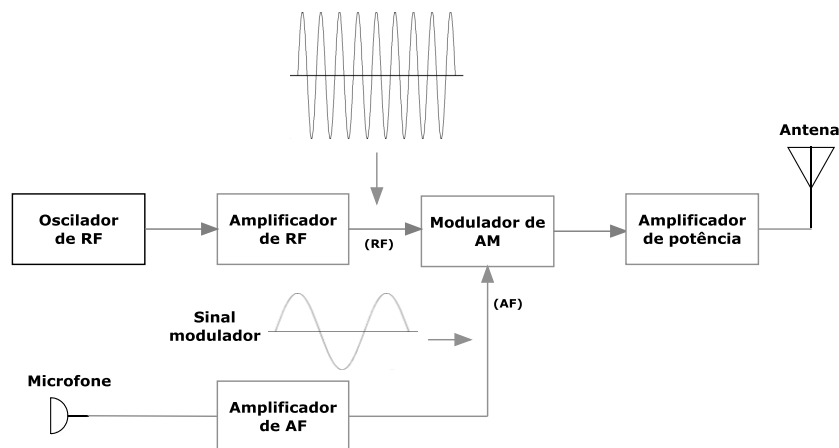 Antena
Oscilador
de RF
Amplificador
de RF
(RF)
Modulador de
AM
Amplificador
de potência
(AF)
Sinal
modulador
Microfone
Amplificador
de AF